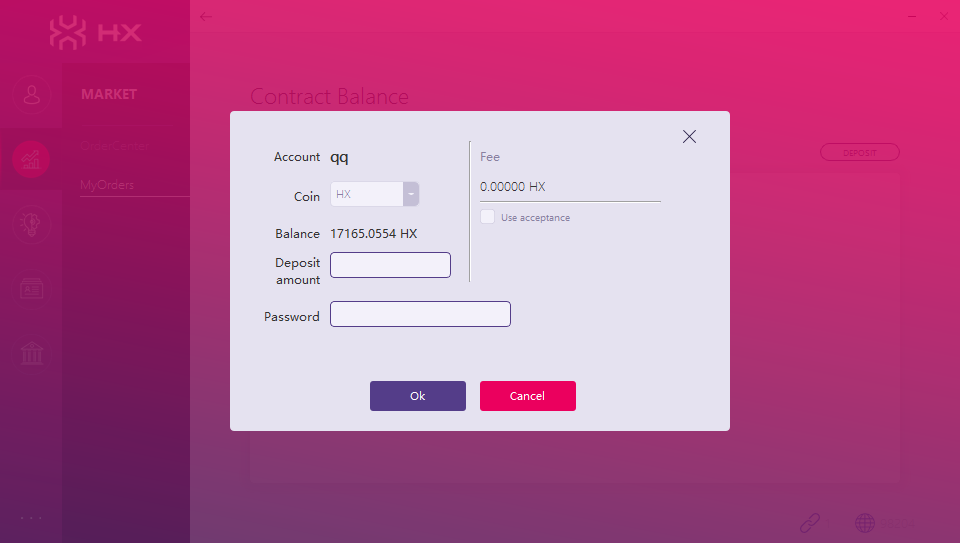 HX
MARKET
OrderCenter
MyOrders
Contract Balance
DEPOSIT
Account qq
Coin HX
Balance 17165.0554 HX
Deposit
amount
Password
Fee
0.00000 HX
Use acceptance
Ok
Cancel